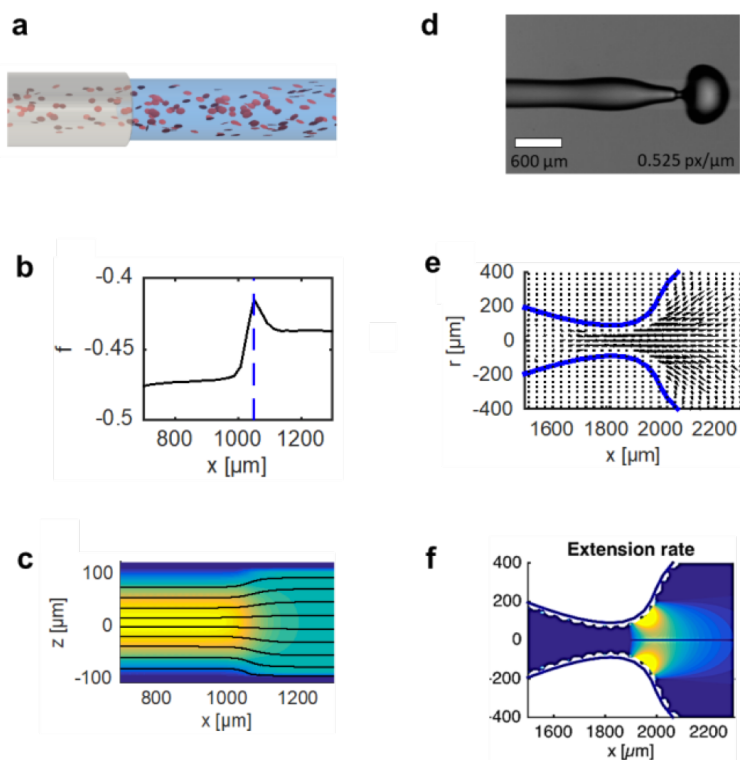 a
d
600 µm
0.525 px/µm
b
-0.4
-0.45
-0.5
f
800
1000
1200
x [µm]
e
400
200
0
-200
-400
r [µm]
1600
1800
2000
2200
x [µm]
c
100
0
-100
z [µm]
800
1000
1200
x [µm]
f
Extension rate
400
200
0
-200
-400
1600
1800
2000
2200
x [µm]